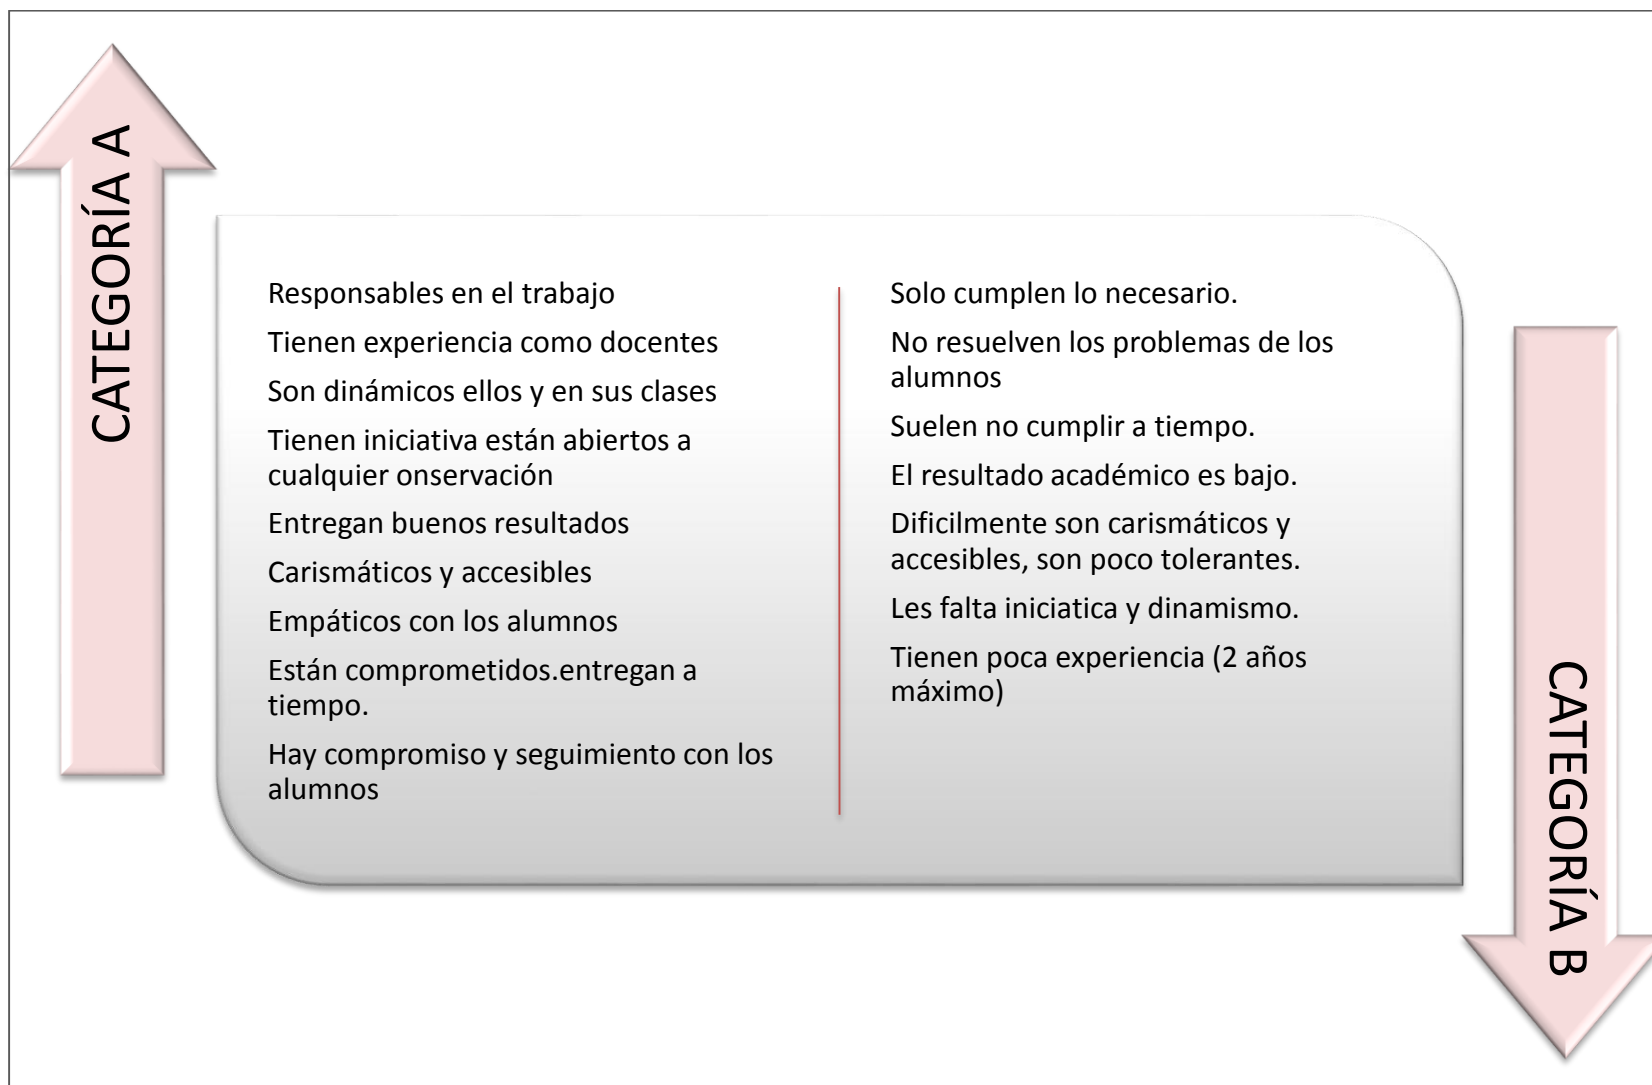 CATEGORÍA A
Responsables en el trabajo
Tienen experiencia como docentes
Son dinámicos ellos y en sus clases
Tienen iniciativa están abiertos a
cualquier onservación
Entregan buenos resultados
Carismáticos y accesibles
Empáticos con los alumnos
Están comprometidos.entregan a
tiempo.
Hay compromiso y seguimiento con los
alumnos
Solo cumplen lo necesario.
No resuelven los problemas de los
alumnos
Suelen no cumplir a tiempo.
El resultado académico es bajo.
Dificilmente son carismáticos y
accesibles, son poco tolerantes.
Les falta iniciatica y dinamismo.
Tienen poca experiencia (2 años
máximo)
CATEGORÍA B